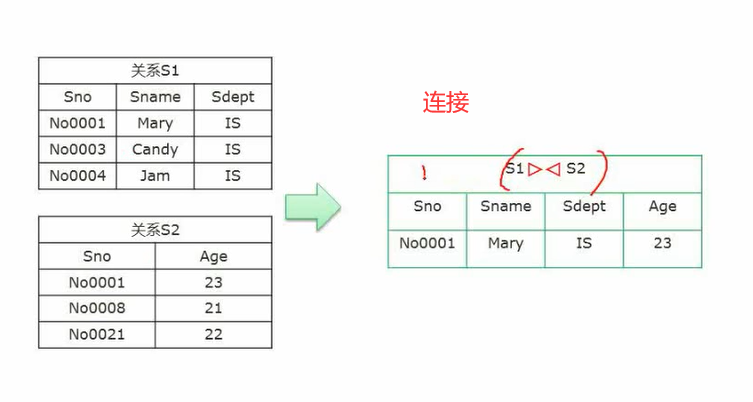 关系S1
Sno Sname Sdept
No0001 Mary IS
No0003 Candy IS
No0004 Jam IS
关系S2
Sno Age
No0001 23
No0008 21
No0021 22
连接
! (S1▷◁S2)
Sno Sname Sdept Age
No0001 Mary IS 23